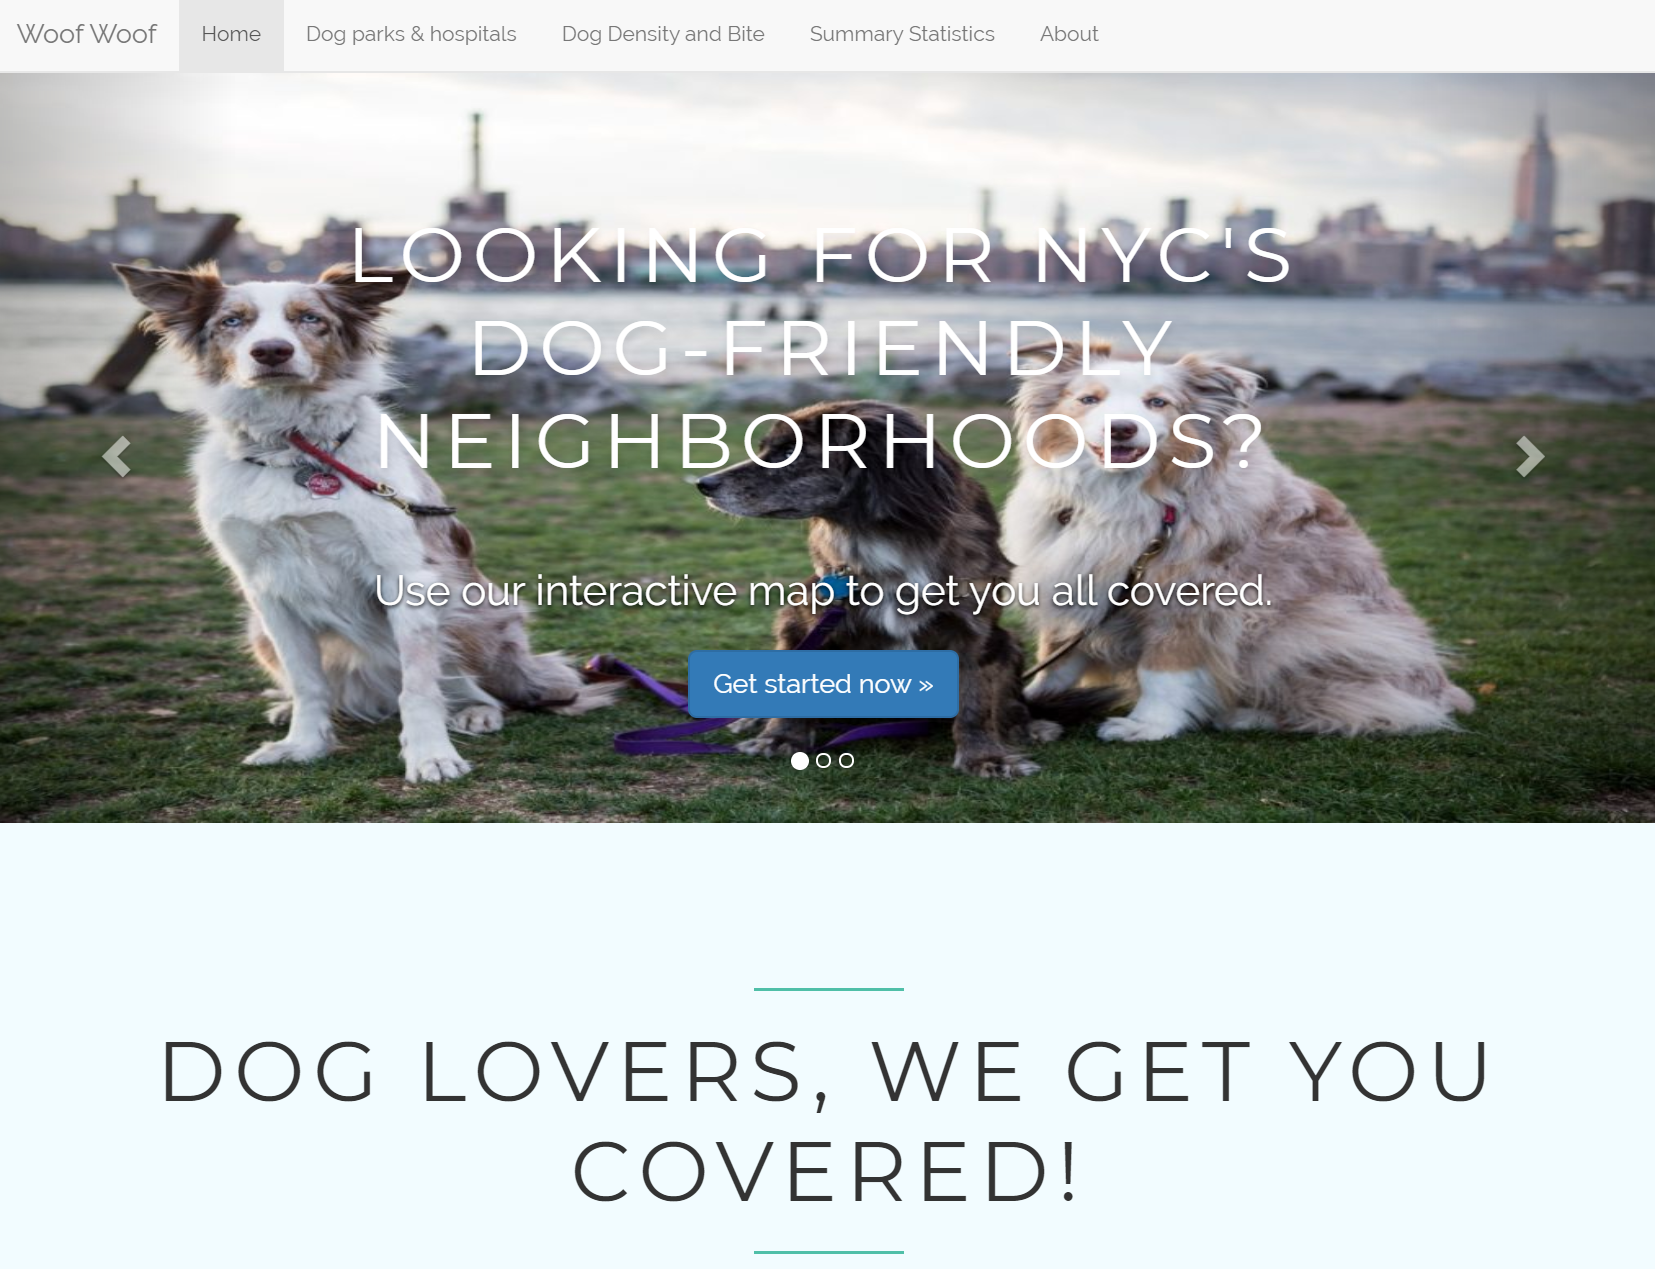 Woof Woof Home Dog parks & hospitals Dog Density and Bite Summary Statistics About
LOOKING FOR NYC'S
DOG-FRIENDLY
NEIGHBORHOODS?
Use our interactive map to get you all covered.
Get started now »
DOG LOVERS, WE GET YOU
COVERED!